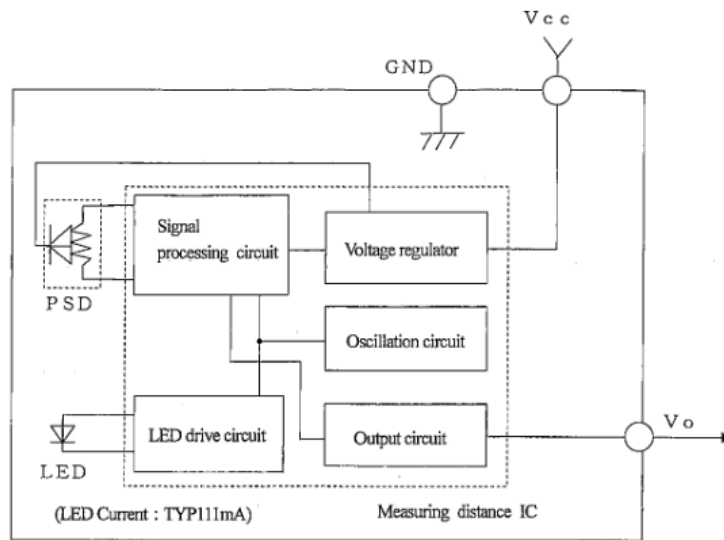 Vcc
GND
Signal
processing circuit
Voltage regulator
PSD
Oscillation circuit
LED drive circuit
Output circuit
Vo
LED
(LED Current : TYP111mA)
Measuring distance IC